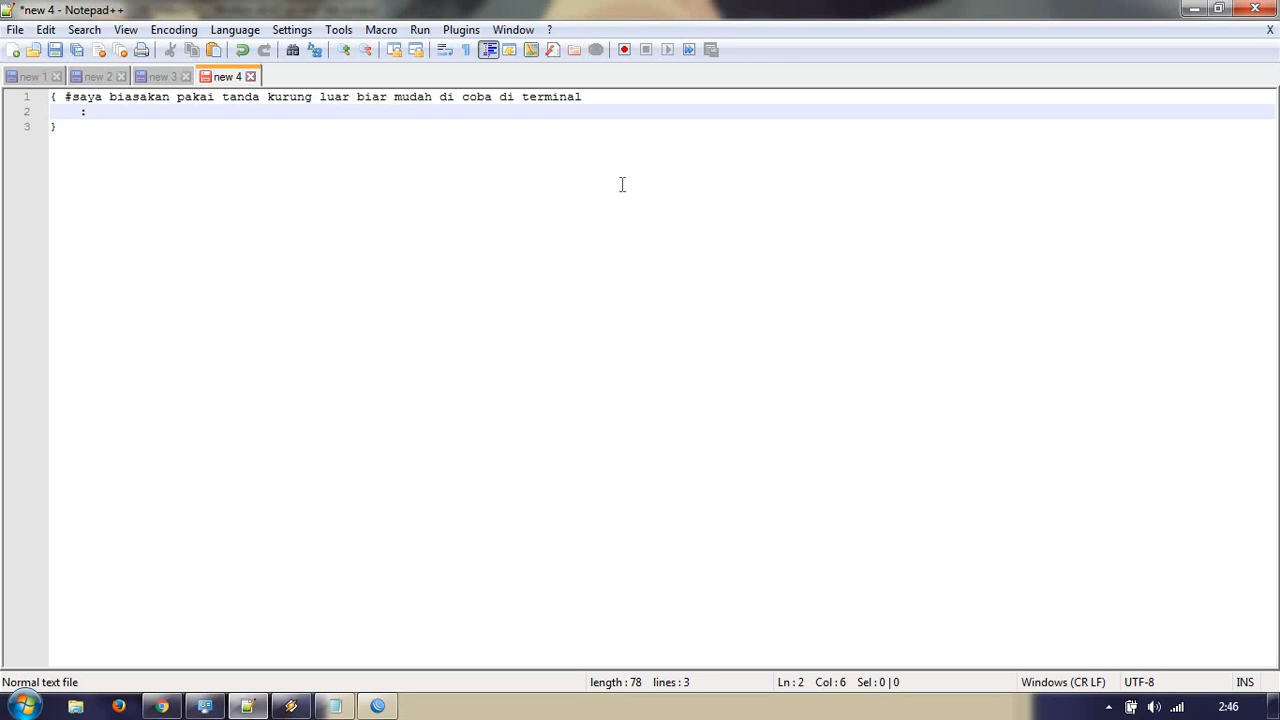 *new 4 - Notepad++
File Edit Search View Encoding Language Settings Tools Macro Run Plugins Window ? X
new 1 new 2 new 3 new 4
1 { #saya biasakan pakai tanda kurung luar biar mudah di coba di terminal
2 :
3 }
Normal text file length : 78 lines : 3 Ln : 2 Col : 6 Sel : 0 | 0 Windows (CR LF) UTF-8 INS
2:46